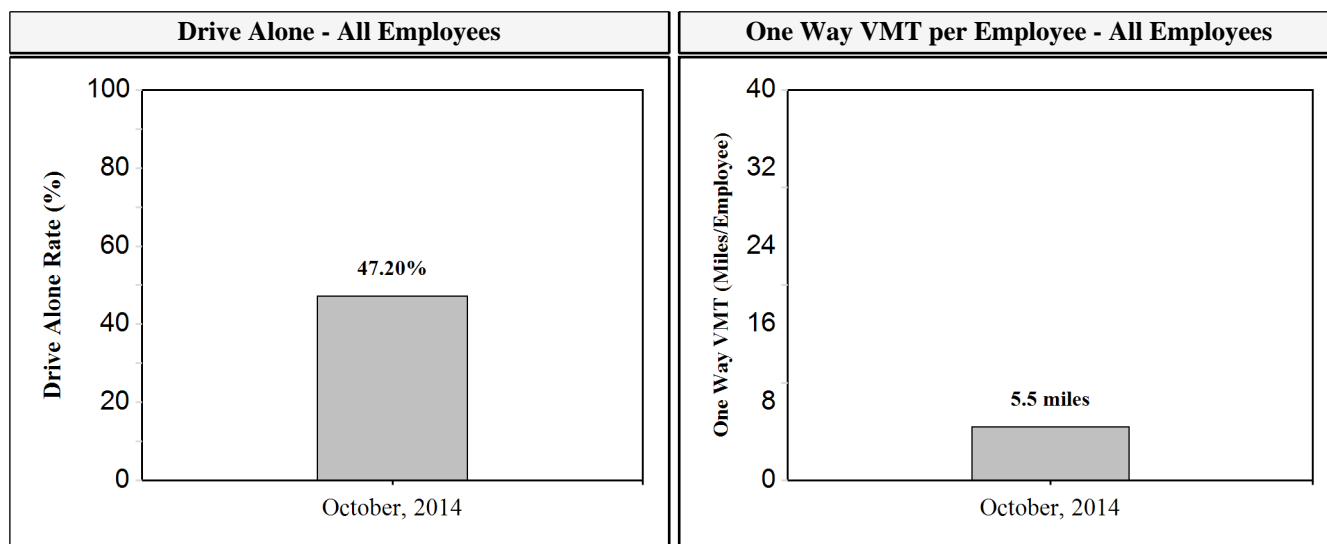 Drive Alone - All Employees
One Way VMT per Employee - All Employees
Drive Alone Rate (%)
100
80
60
40
20
0
47.20%
October, 2014
One Way VMT (Miles/Employee)
40
32
24
16
8
0
5.5 miles
October, 2014